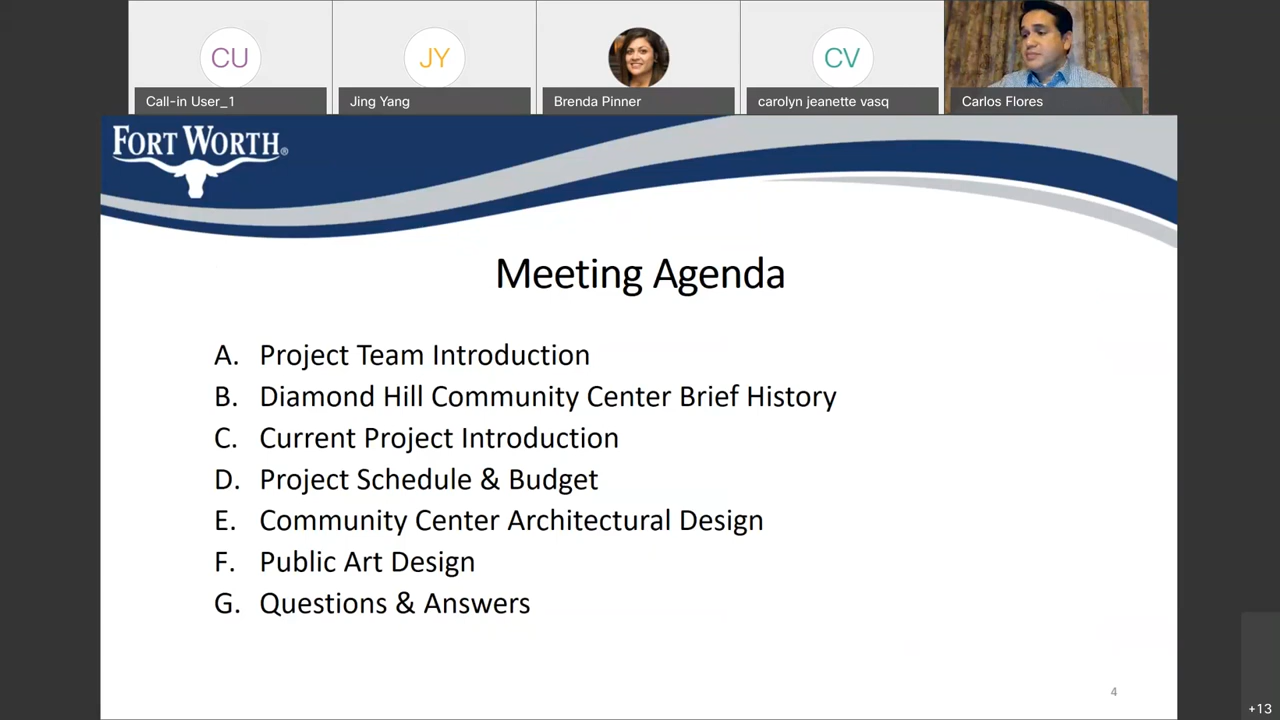 CU
JY
CV
Call-in User_1
Jing Yang
Brenda Pinner
carolyn jeanette vasq
Carlos Flores
FORT WORTH®
Meeting Agenda
A. Project Team Introduction
B. Diamond Hill Community Center Brief History
C. Current Project Introduction
D. Project Schedule & Budget
E. Community Center Architectural Design
F. Public Art Design
G. Questions & Answers
4
+13